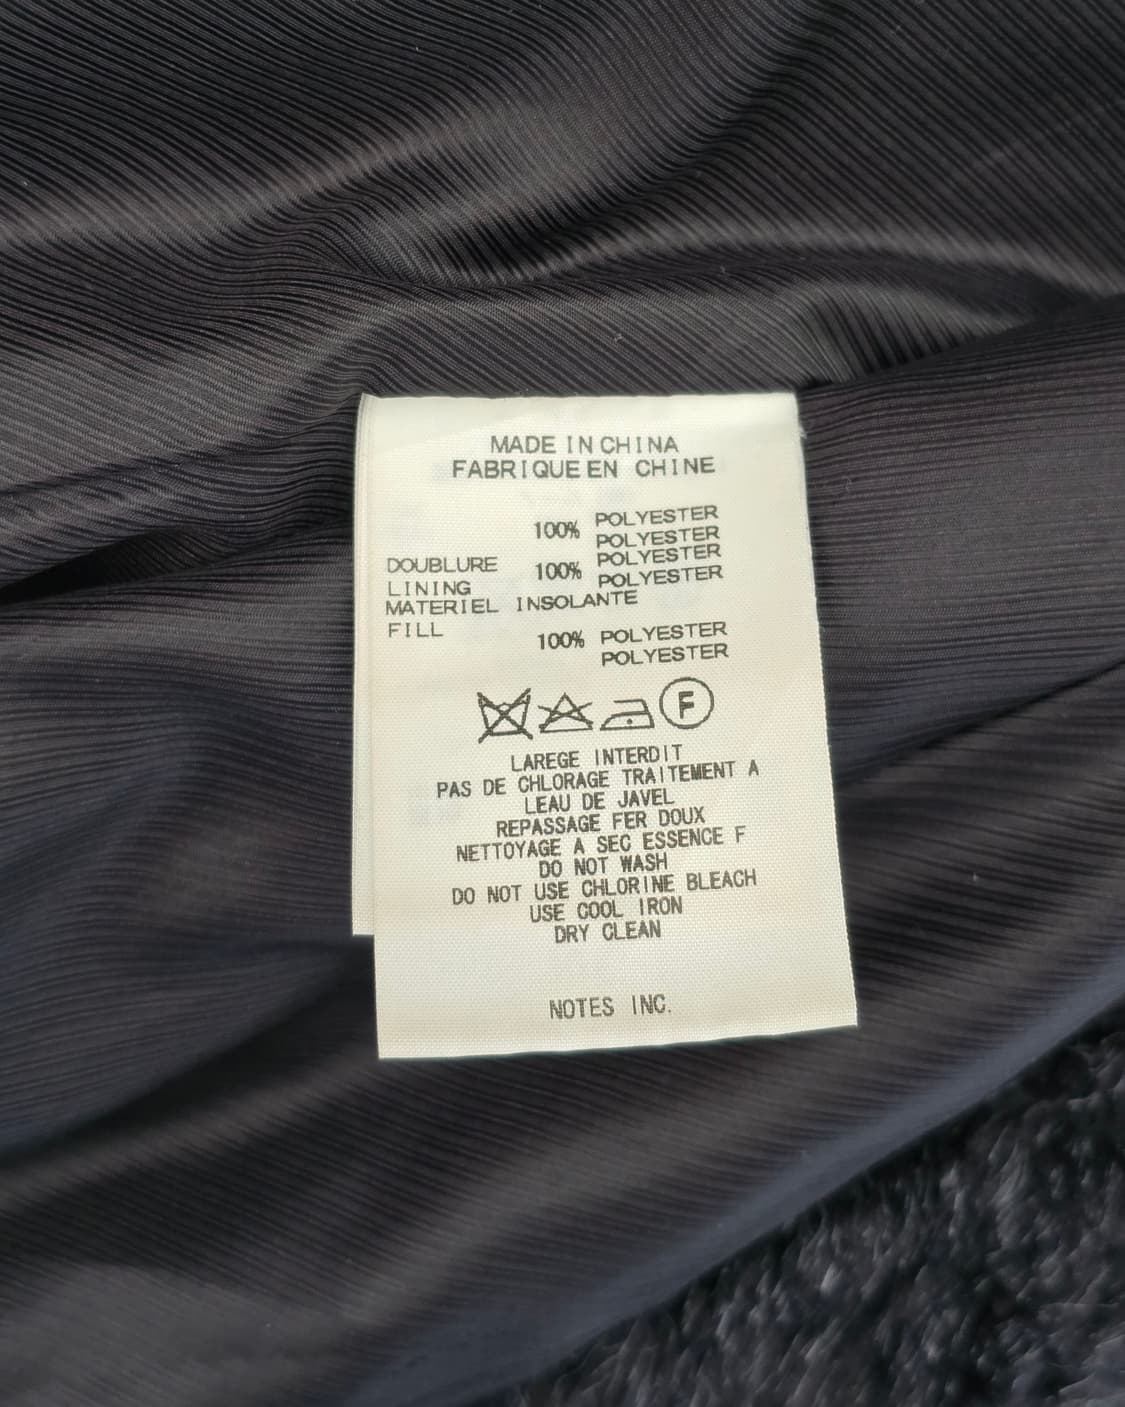 MADE IN CHINA
FABRIQUE EN CHINE
100% POLYESTER
POLYESTER
DOUBLURE 100% POLYESTER
LINING POLYESTER
MATERIEL INSOLANTE
FILL 100% POLYESTER
POLYESTER
F
LAREGE INTERDIT
PAS DE CHLORAGE TRAITEMENT A
LEAU DE JAVEL
REPASSAGE FER DOUX
NETTOYAGE A SEC ESSENCE F
DO NOT WASH
DO NOT USE CHLORINE BLEACH
USE COOL IRON
DRY CLEAN
NOTES INC.